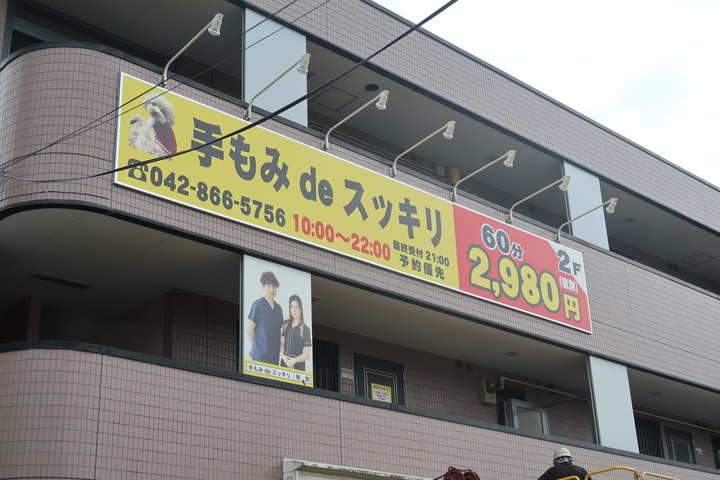 手もみ de スッキリ
☎042-866-5756 10:00〜22:00 最終受付 21:00
予約優先
60分 2F
2,980円 (税別)
手もみ de スッキリ 検索